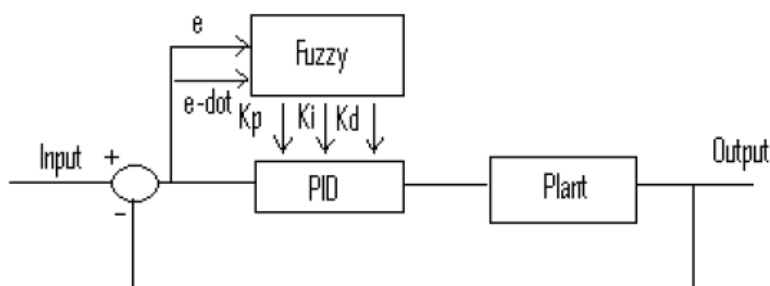 e
Fuzzy
e-dot
Kp Ki Kd
Input + Output
PID Plant
-